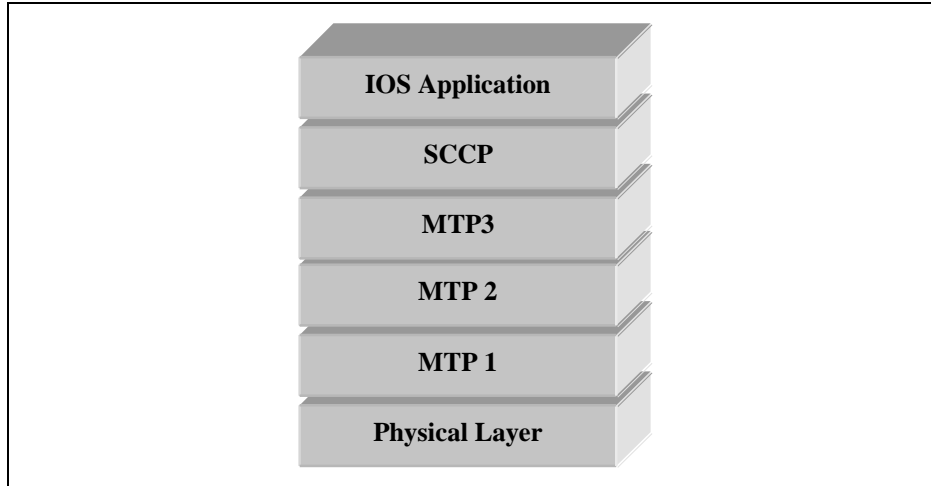 IOS Application
SCCP
MTP3
MTP 2
MTP 1
Physical Layer